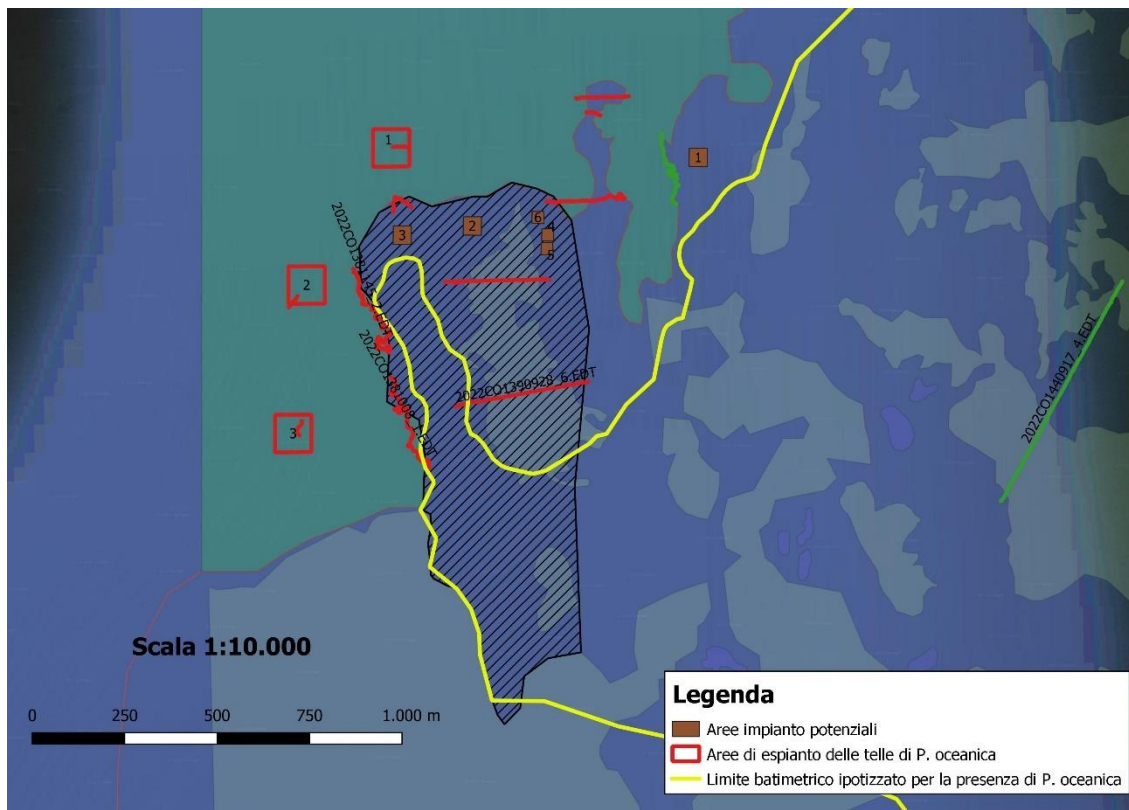 1
1
2022CO1381145_2.EDT
3
2
6
4
5
2
2022CO1390928_6.EDT
2022CO1440917_4.EDT
3
Scala 1:10.000
0 250 500 750 1.000 m
Legenda
Aree impianto potenziali
Aree di espianto delle telle di P. oceanica
Limite batimetrico ipotizzato per la presenza di P. oceanica